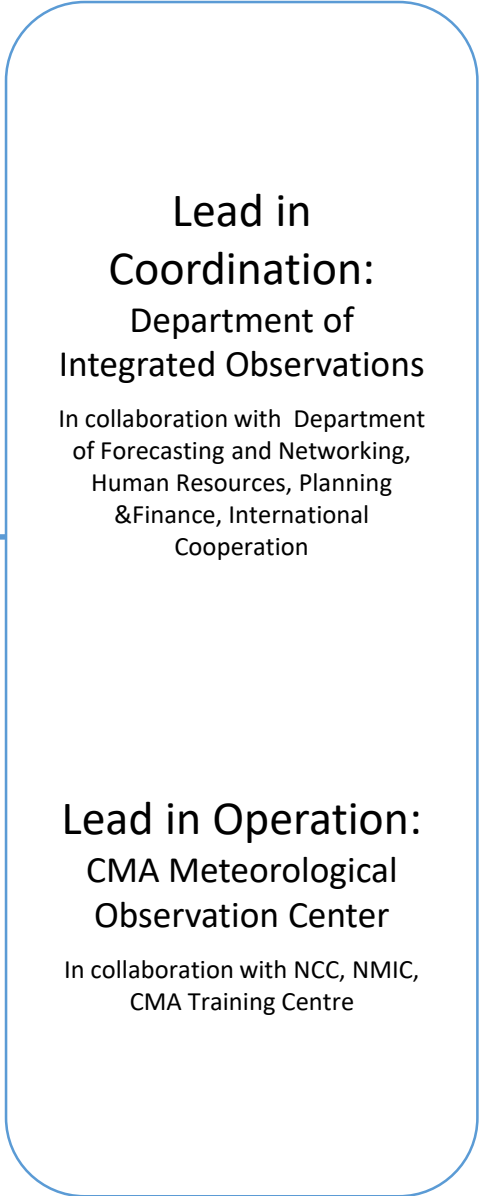 Lead in
Coordination:
Department of
Integrated Observations
In collaboration with  Department
of Forecasting and Networking,
Human Resources, Planning
&Finance, International
Cooperation
Lead in Operation:
CMA Meteorological
Observation Center
In collaboration with NCC, NMIC,
CMA Training Centre